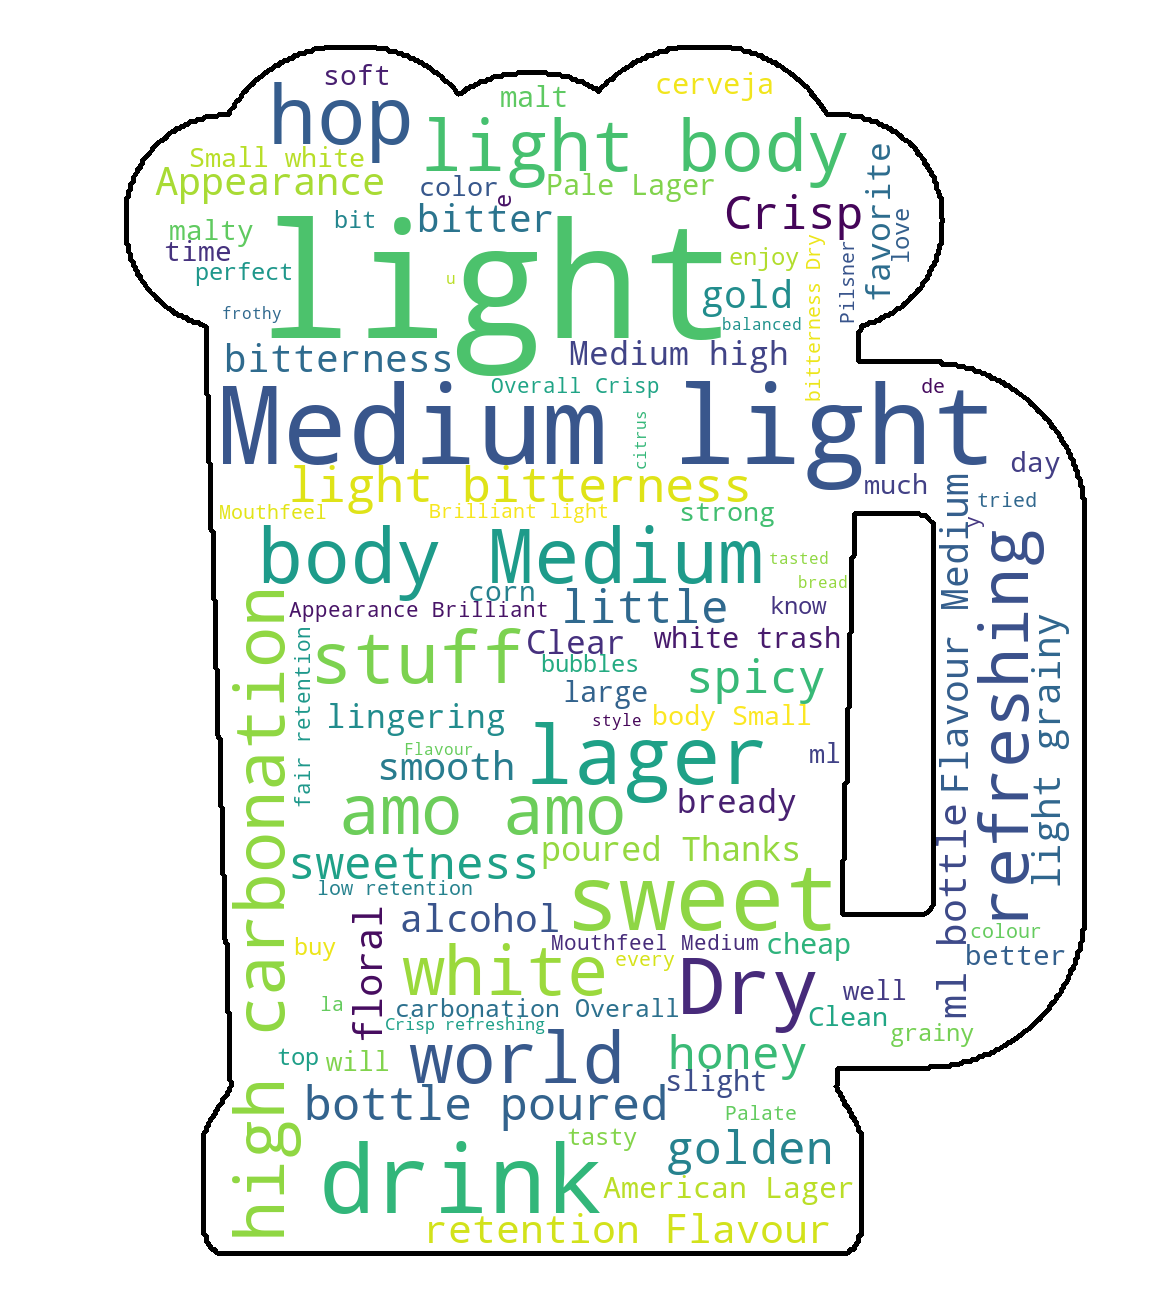 soft
cerveja
malt
hop
light body
Small white
Appearance
color
e
Pale Lager
favorite
Crisp
love
malty
bit
bitter
time
perfect
light
u
enjoy
bitterness Dry
Pilsner
gold
frothy
balanced
bitterness
Medium high
Overall Crisp
de
Medium light
citrus
day
light bitterness
much
tried
Mouthfeel
Brilliant light
strong
y
Flavour Medium
refreshing
body Medium
tasted
bread
corn
Appearance Brilliant
little
know
high carbonation
fair retention
stuff
Clear
white trash
light grainy
bubbles
spicy
large
lingering
style
body Small
Flavour
smooth
lager
ml
amo amo
bready
ml bottle
sweetness
poured Thanks
low retention
sweet
floral
alcohol
buy
Mouthfeel Medium
cheap
colour
better
white
every
Dry
well
la
carbonation Overall
Clean
Crisp refreshing
grainy
top
will
world
honey
slight
bottle poured
Palate
tasty
golden
drink
American Lager
retention Flavour